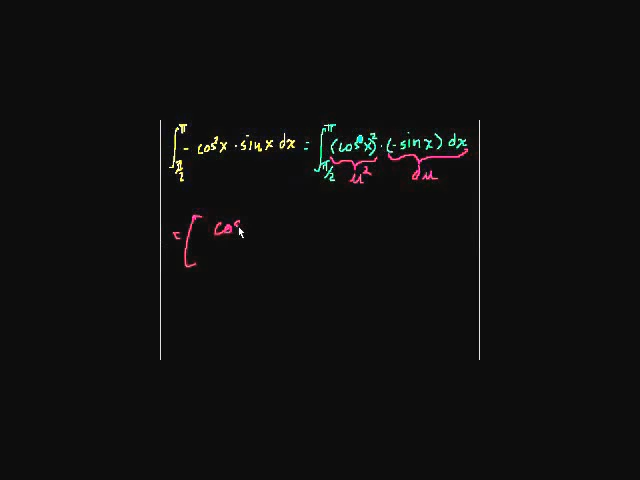 ∫_{π/2}^{π} - cos²x · sin x dx = ∫_{π/2}^{π} (cos x)² · (-sin x) dx
u² du
= [ cos